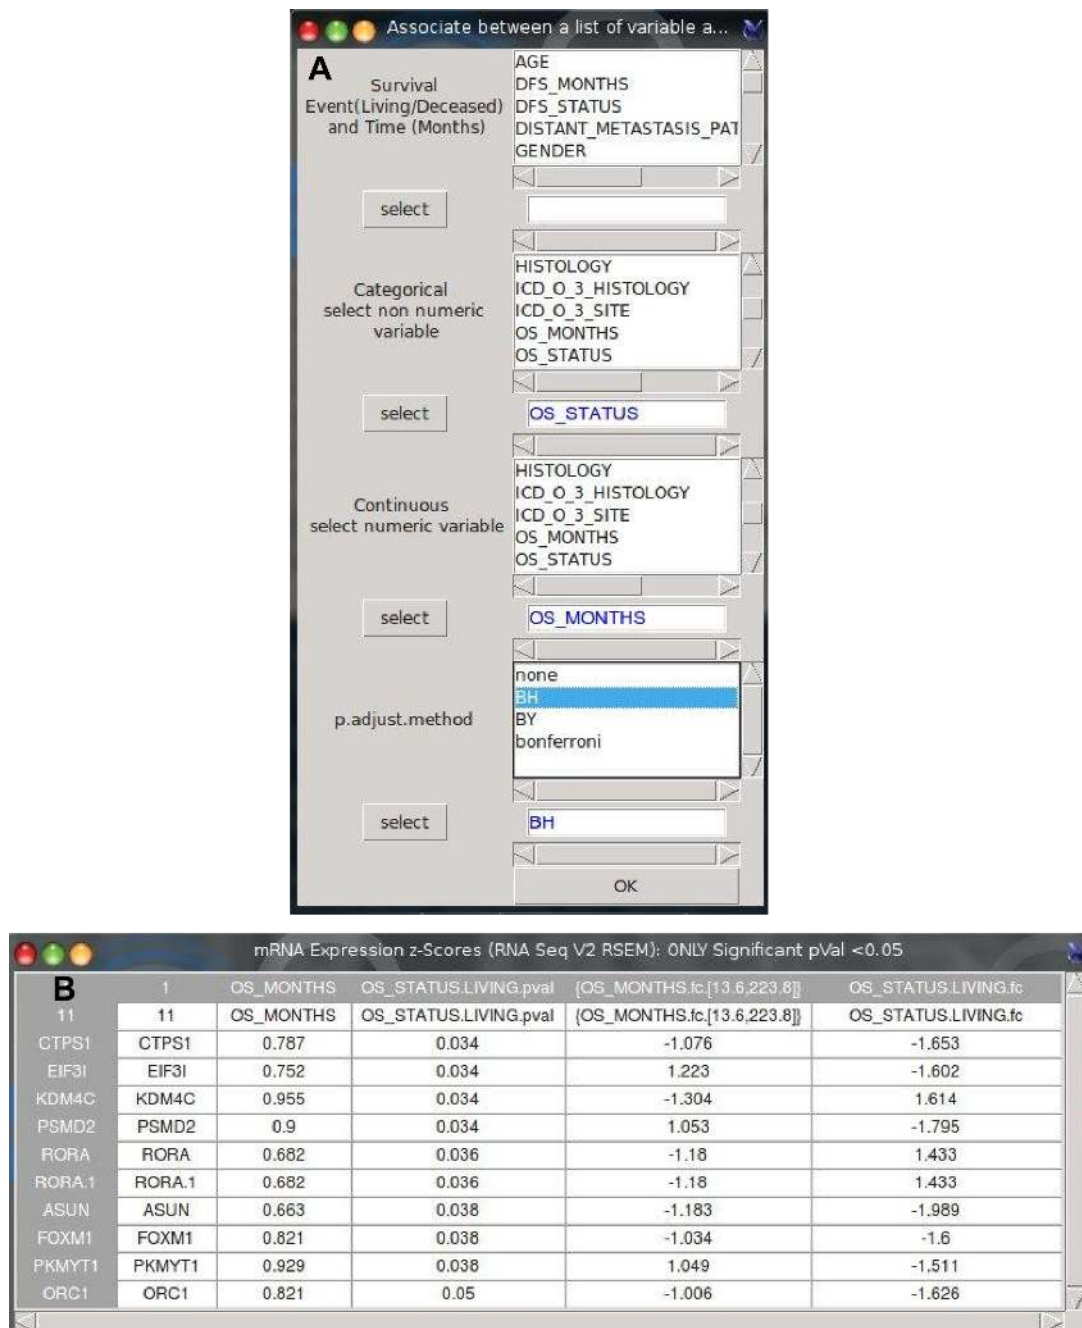 Associate between a list of variable a...
A
Survival
Event(Living/Deceased)
and Time (Months)
AGE
DFS_MONTHS
DFS_STATUS
DISTANT_METASTASIS_PAT
GENDER
select
Categorical
select non numeric
variable
HISTOLOGY
ICD_O_3_HISTOLOGY
ICD_O_3_SITE
OS_MONTHS
OS_STATUS
select
OS_STATUS
Continuous
select numeric variable
HISTOLOGY
ICD_O_3_HISTOLOGY
ICD_O_3_SITE
OS_MONTHS
OS_STATUS
select
OS_MONTHS
p.adjust.method
none
BH
BY
bonferroni
select
BH
OK
mRNA Expression z-Scores (RNA Seq V2 RSEM): ONLY Significant pVal <0.05
B 1 OS_MONTHS OS_STATUS.LIVING.pval {OS_MONTHS.fc.[13.6,223.8]} OS_STATUS.LIVING.fc
11 11 OS_MONTHS OS_STATUS.LIVING.pval {OS_MONTHS.fc.[13.6,223.8]} OS_STATUS.LIVING.fc
CTPS1 CTPS1 0.787 0.034 -1.076 -1.653
EIF3I EIF3I 0.752 0.034 1.223 -1.602
KDM4C KDM4C 0.955 0.034 -1.304 1.614
PSMD2 PSMD2 0.9 0.034 1.053 -1.795
RORA RORA 0.682 0.036 -1.18 1.433
RORA.1 RORA.1 0.682 0.036 -1.18 1.433
ASUN ASUN 0.663 0.038 -1.183 -1.989
FOXM1 FOXM1 0.821 0.038 -1.034 -1.6
PKMYT1 PKMYT1 0.929 0.038 1.049 -1.511
ORC1 ORC1 0.821 0.05 -1.006 -1.626